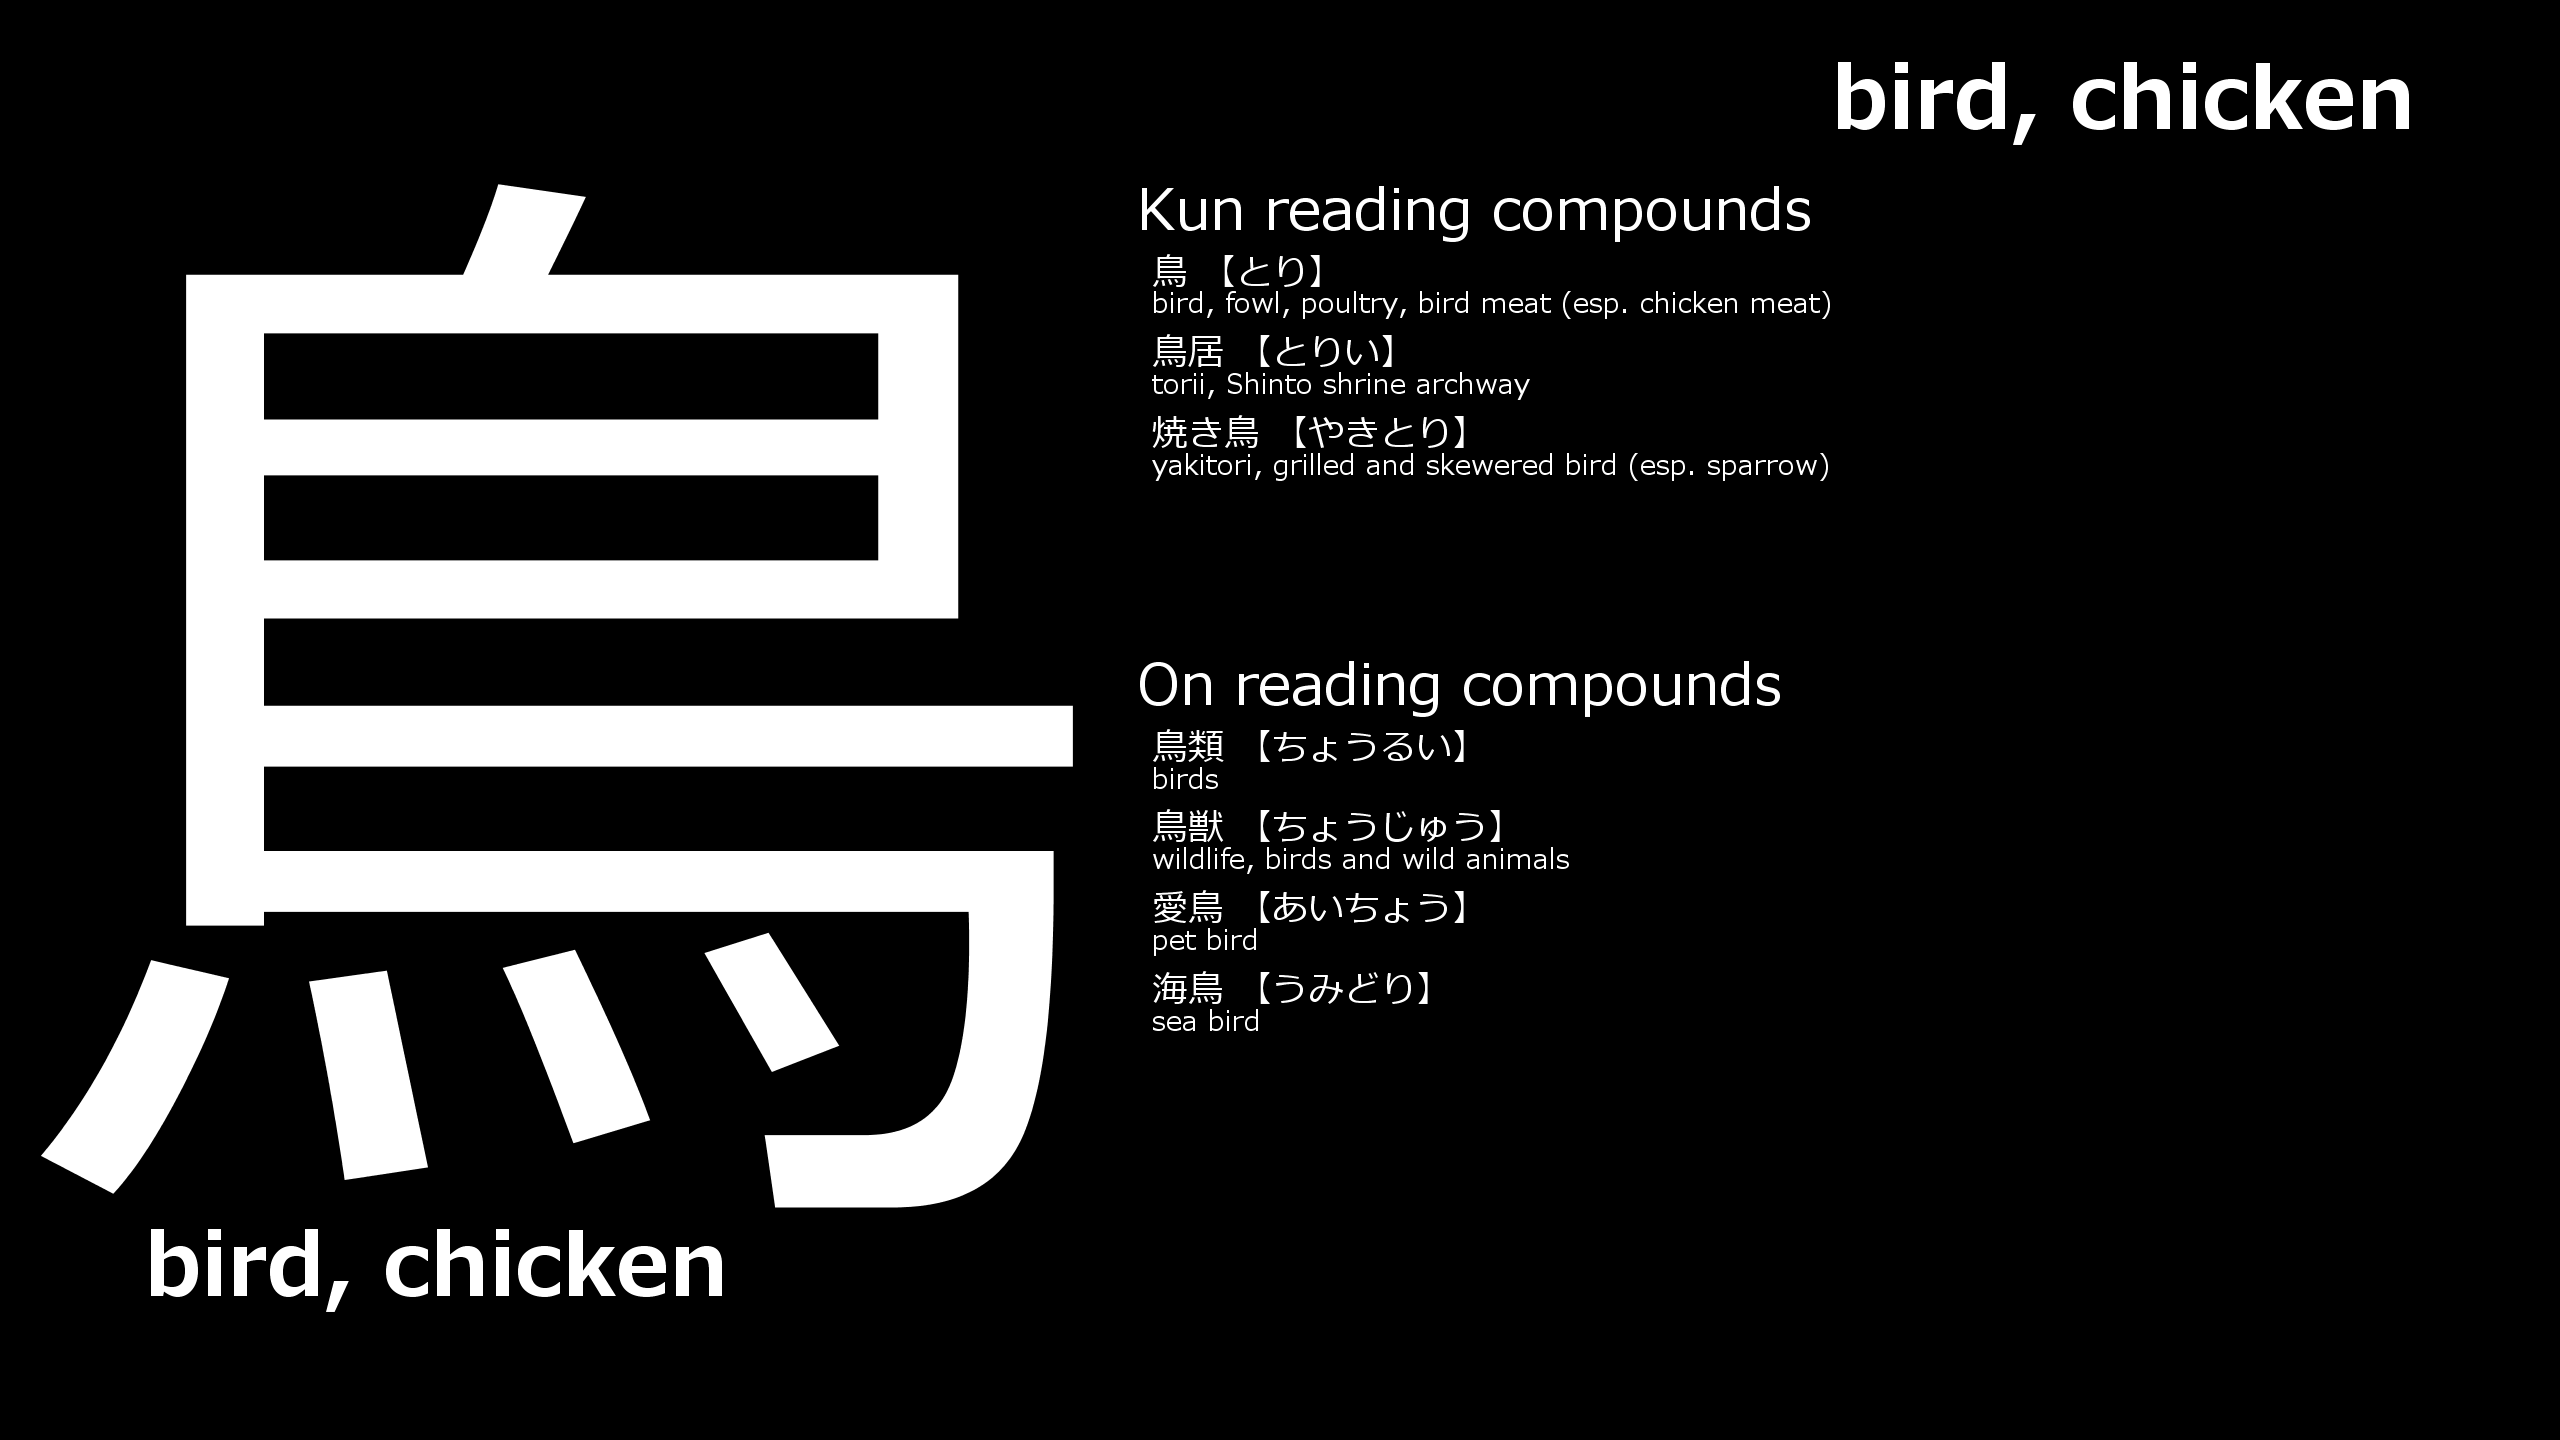 bird, chicken
鳥
bird, chicken
Kun reading compounds
鳥 【とり】
bird, fowl, poultry, bird meat (esp. chicken meat)
鳥居 【とりい】
torii, Shinto shrine archway
焼き鳥 【やきとり】
yakitori, grilled and skewered bird (esp. sparrow)
On reading compounds
鳥類 【ちょうるい】
birds
鳥獣 【ちょうじゅう】
wildlife, birds and wild animals
愛鳥 【あいちょう】
pet bird
海鳥 【うみどり】
sea bird